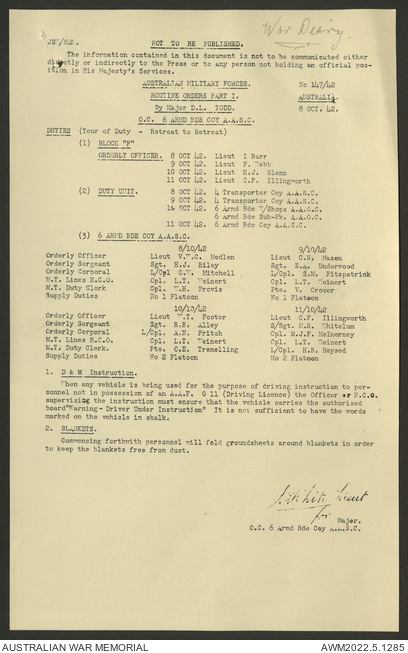 War Diary.
NOT TO BE PUBLISHED.
The information contained in this document is not to be communicated either
directly or indirectly to the Press or to any person not holding an official pos-
ition in His Majesty's Services.
AUSTRALIAN MILITARY FORCES. No 147/42
ROUTINE ORDERS PART I. AUSTRALIA.
By Major D.L. TODD. 8 OCT. 42.
O.C. 6 ARMD BDE COY A.A.S.C.
DUTIES (Tour of Duty - Retreat to Retreat)
(1) BLOCK "F"
ORDERLY OFFICER. 8 OCT 42. Lieut I Barr
9 OCT 42. Lieut F. Webb
10 OCT 42. Lieut H.J. Glenn
11 OCT 42. Lieut C.F. Illingworth
(2) DUTY UNIT. 8 OCT 42. 4 Transporter Coy A.A.S.C.
9 OCT 42. 4 Transporter Coy A.A.S.C.
10 OCT 42. 6 Armd Bde W/Shops A.A.O.C.
6 Armd Bde Sub-Pk. A.A.O.C.
11 OCT 42. 6 Armd Bde Coy A.A.S.C.
(3) 6 ARMD BDE COY A.A.S.C.
8/10/42 9/10/42
Orderly Officer Lieut V.W.C. Medlen Lieut C.N. Mason
Orderly Sergeant Sgt. H.J. Riley Sgt. E.A. Underwood
Orderly Corporal L/Cpl C.W. Mitchell L/Cpl. S.M. Fitzpatrick
M.T. Lines N.C.O. Cpl. L.T. Weinert Cpl. L.T. Weinert
M.T. Duty Clerk Cpl. W.H. Provis Pte. V. Croser
Supply Duties No 1 Platoon No 1 Platoon
10/10/42 11/10/42
Orderly Officer Lieut W.T. Footer Lieut C.F. Illingworth
Orderly Sergeant Sgt. R.B. Alley S/Sgt. M.R. Whitelum
Orderly Corporal L/Cpl. A.N. Fritch Cpl. M.J.F. McInerney
M.T. Lines N.C.O. Cpl. L.T. Weinert Cpl. L.T. Weinert
M.T. Duty Clerk. Pte. C.E. Tremelling L/Cpl. N.B. Heysed
Supply Duties No 2 Platoon No 2 Platoon
1. D & M Instruction.
When any vehicle is being used for the purpose of driving instruction to per-
sonnel not in possession of an A.A.F. G 11 (Driving Licence) the Officer or N.C.O.
supervising the instruction must ensure that the vehicle carries the authorised
board"Warning - Driver Under Instruction" It is not sufficient to have the words
marked on the vehicle in chalk.
2. BLANKETS.
Commencing forthwith personnel will fold groundsheets around blankets in order
to keep the blankets free from dust.
Lieut
for Major.
O.C. 6 Armd Bde Coy A.A.S.C.
AUSTRALIAN WAR MEMORIAL AWM2022.5.1285